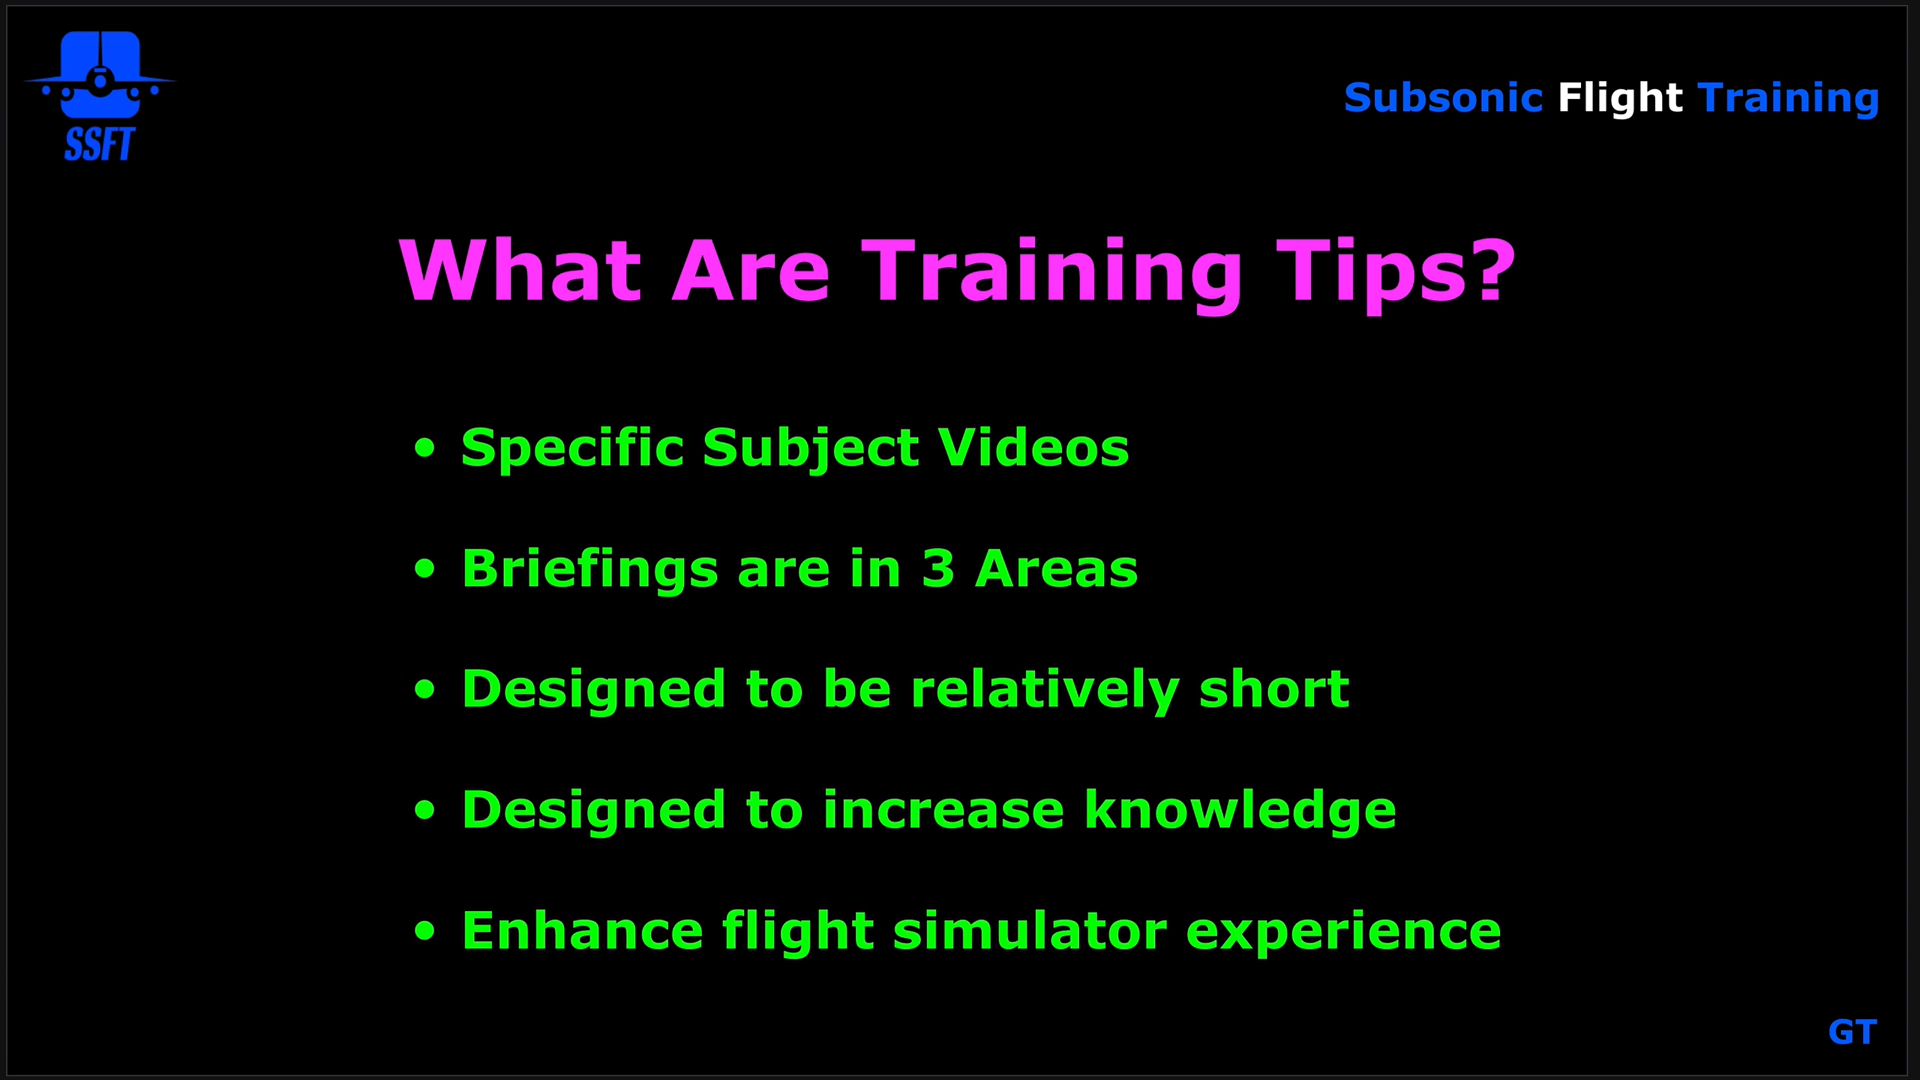 SSFT
Subsonic Flight Training
What Are Training Tips?
• Specific Subject Videos
• Briefings are in 3 Areas
• Designed to be relatively short
• Designed to increase knowledge
• Enhance flight simulator experience
GT